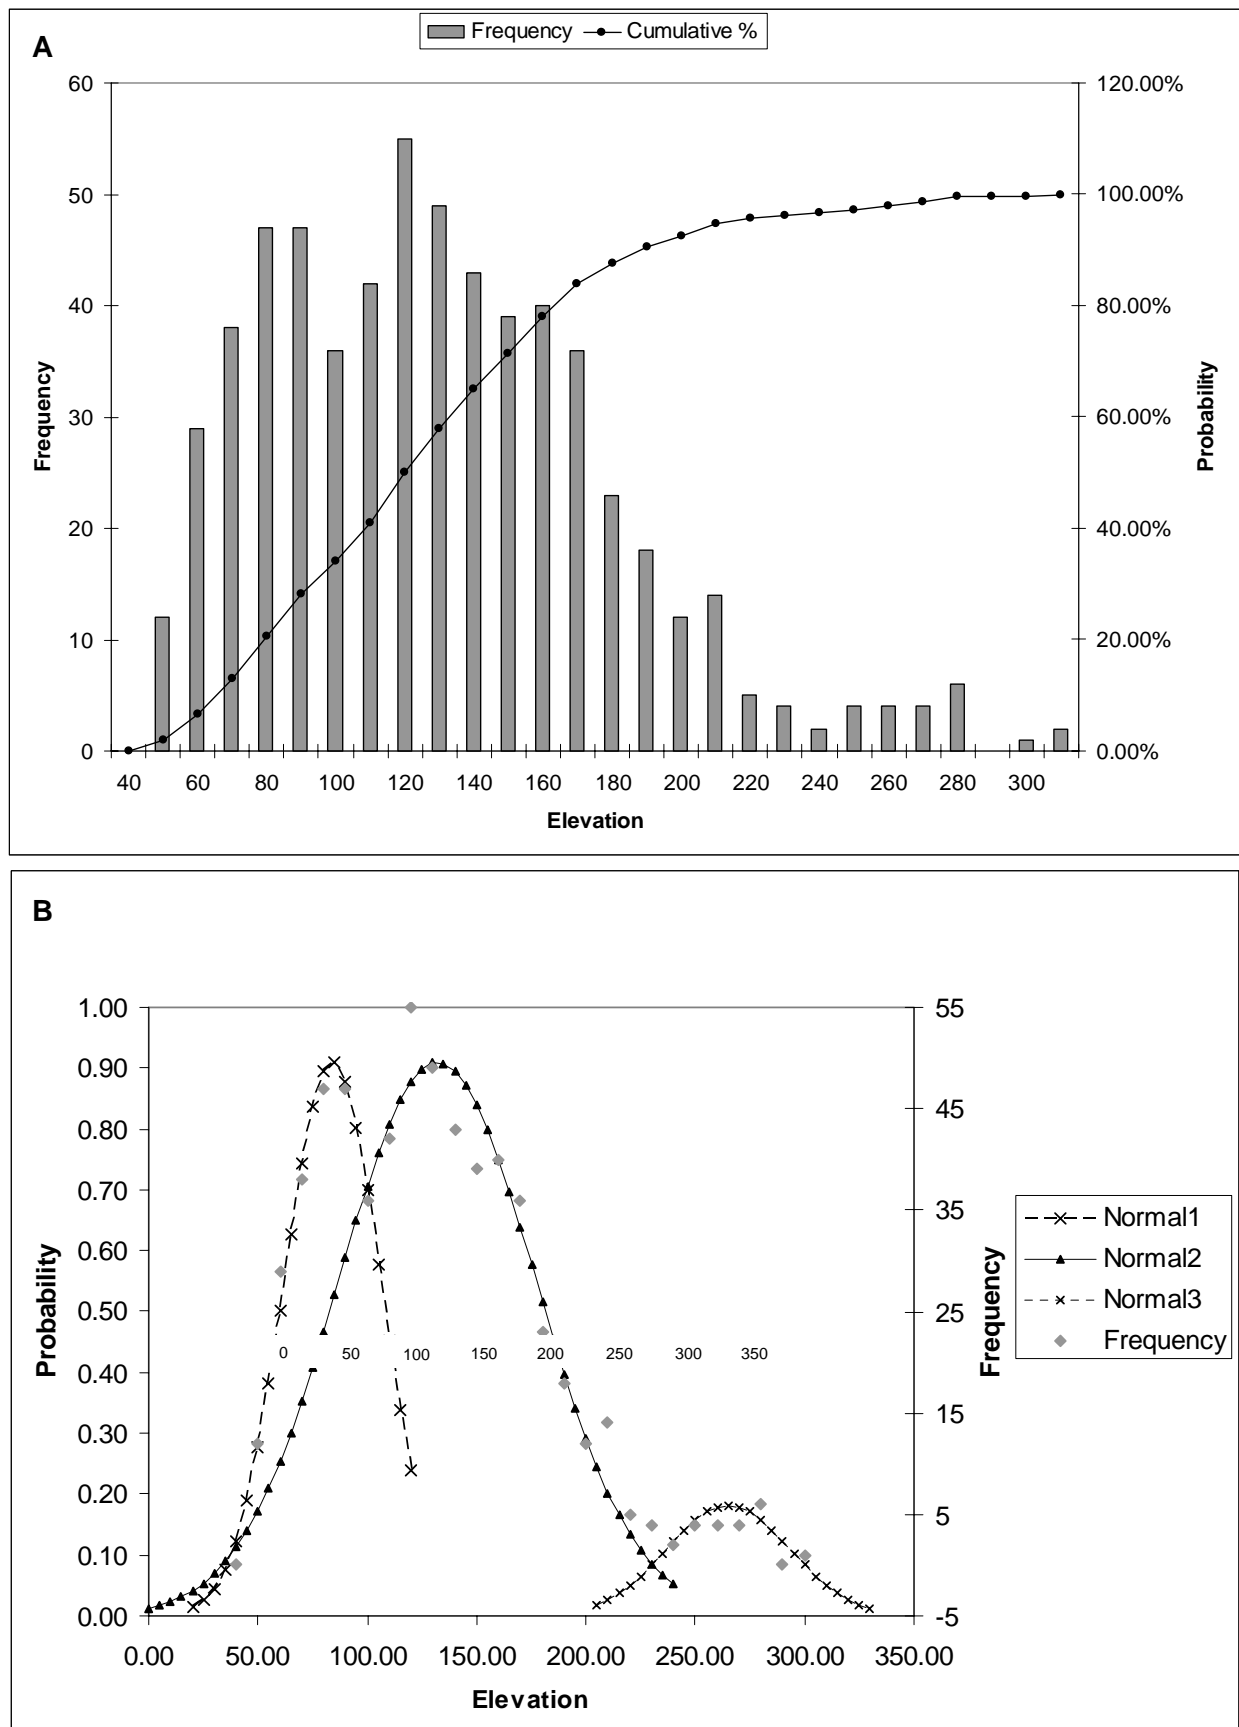 A
Frequency Cumulative %
60 120.00%
50 100.00%
40 80.00%
30 60.00%
20 40.00%
10 20.00%
0 0.00%
Frequency
Probability
40 60 80 100 120 140 160 180 200 220 240 260 280 300
Elevation
B
1.00 55
0.90
0.80 45
0.70
0.60 35
0.50
0.40 25
0.30
0.20 15
0.10 5
0.00 -5
Probability
Frequency
0 50 100 150 200 250 300 350
0.00 50.00 100.00 150.00 200.00 250.00 300.00 350.00
Elevation
Normal1
Normal2
Normal3
Frequency